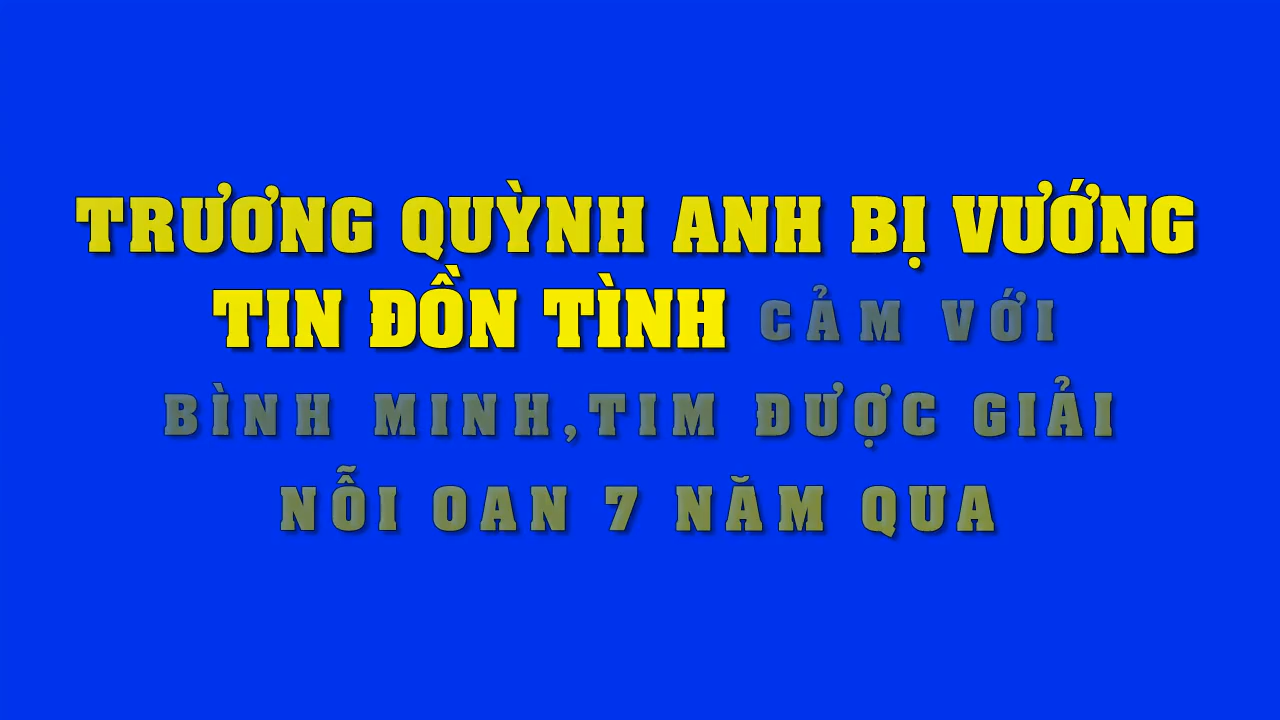 TRƯƠNG QUỲNH ANH BỊ VƯỚNG
TIN ĐỒN TÌNH CẢM VỚI
BÌNH MINH,TIM ĐƯỢC GIẢI
NỖI OAN 7 NĂM QUA